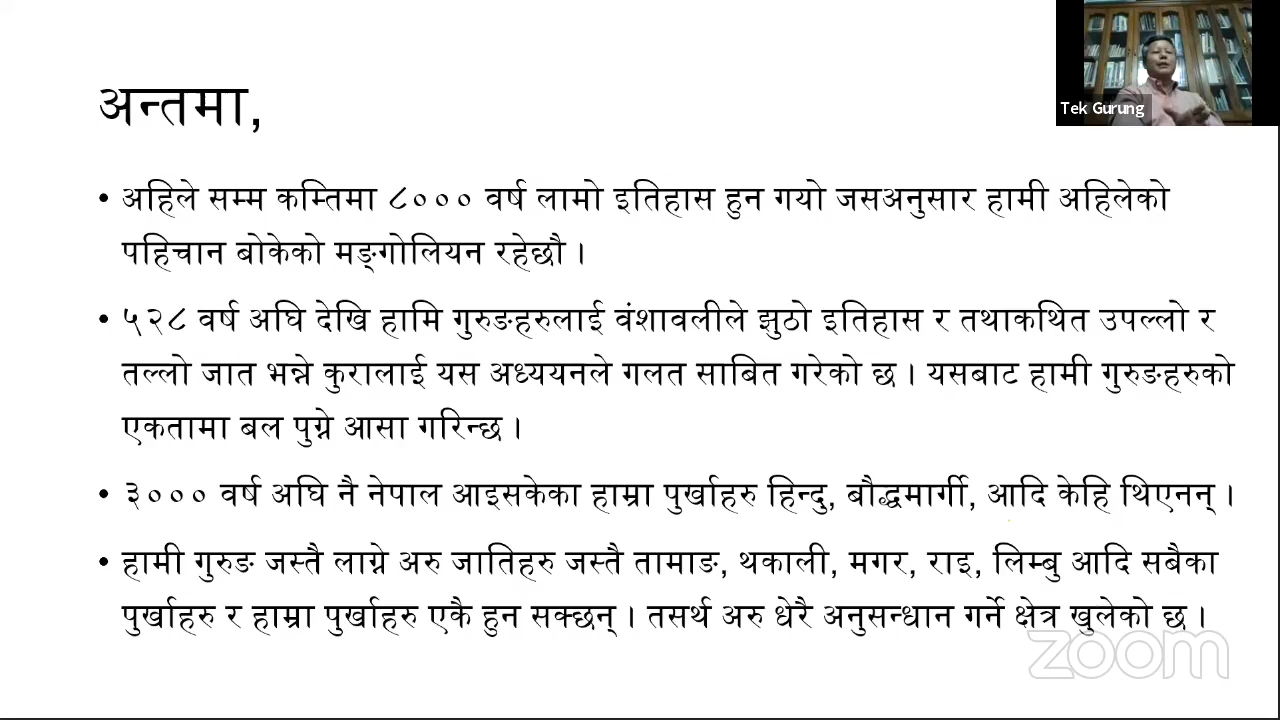 अन्तमा,
• अहिले सम्म कम्तिमा ८००० वर्ष लामो इतिहास हुन गयो जसअनुसार हामी अहिलेको
पहिचान बोकेको मङ्गोलियन रहेछौ ।
• ५२८ वर्ष अघि देखि हामि गुरुङहरुलाई वंशावलीले झुठो इतिहास र तथाकथित उपल्लो र
तल्लो जात भन्ने कुरालाई यस अध्ययनले गलत साबित गरेको छ । यसबाट हामी गुरुङहरुको
एकतामा बल पुग्ने आसा गरिन्छ ।
• ३००० वर्ष अघि नै नेपाल आइसकेका हाम्रा पुर्खाहरु हिन्दु, बौद्धमार्गी, आदि केहि थिएनन् ।
• हामी गुरुङ जस्तै लाग्ने अरु जातिहरु जस्तै तामाङ, थकाली, मगर, राइ, लिम्बु आदि सबैका
पुर्खाहरु र हाम्रा पुर्खाहरु एकै हुन सक्छन् । तसर्थ अरु धेरै अनुसन्धान गर्ने क्षेत्र खुलेको छ ।
Tek Gurung
zoom